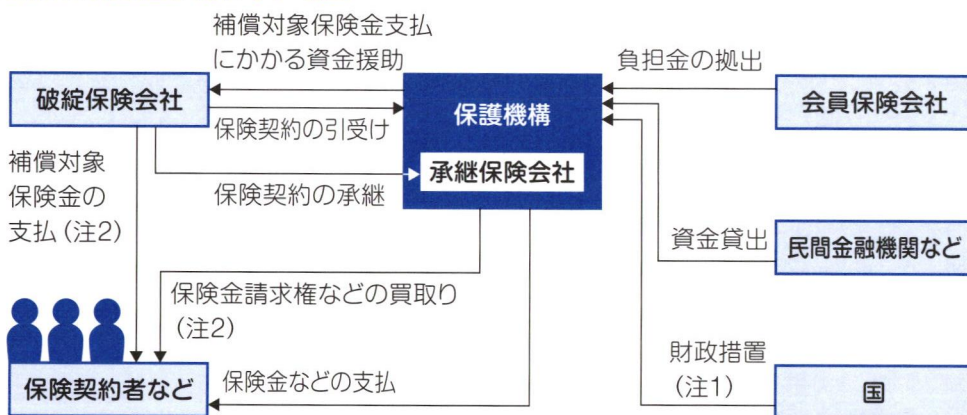 補償対象保険金支払
にかかる資金援助
負担金の拠出
破綻保険会社
保護機構
会員保険会社
保険契約の引受け
補償対象
保険金の
支払(注2)
承継保険会社
保険契約の承継
資金貸出
民間金融機関など
保険金請求権などの買取り
(注2)
財政措置
(注1)
保険契約者など
保険金などの支払
国